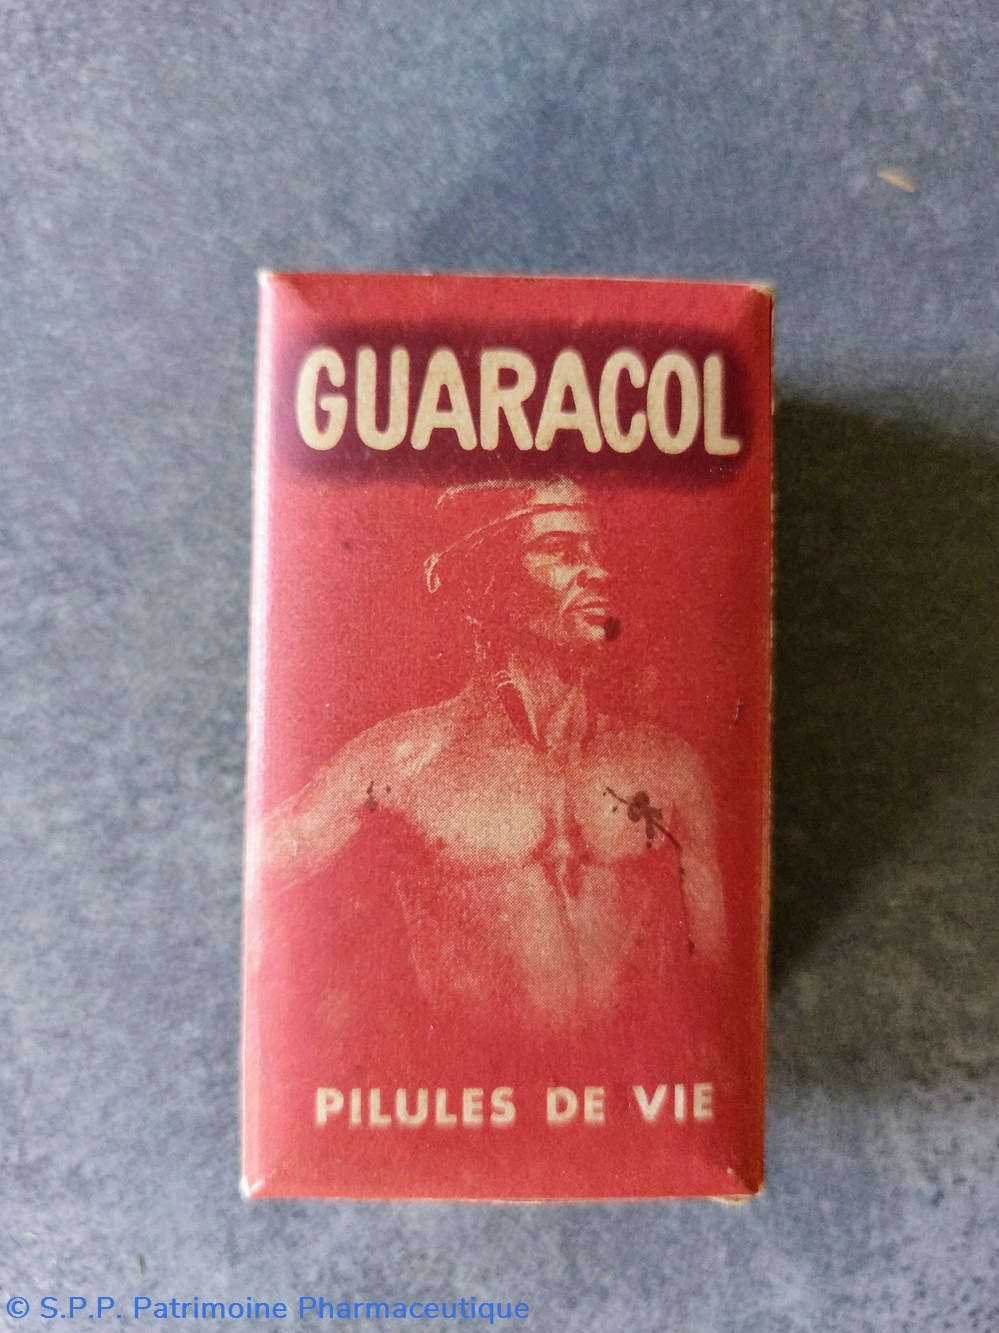 GUARACOL
PILULES DE VIE
© S.P.P. Patrimoine Pharmaceutique